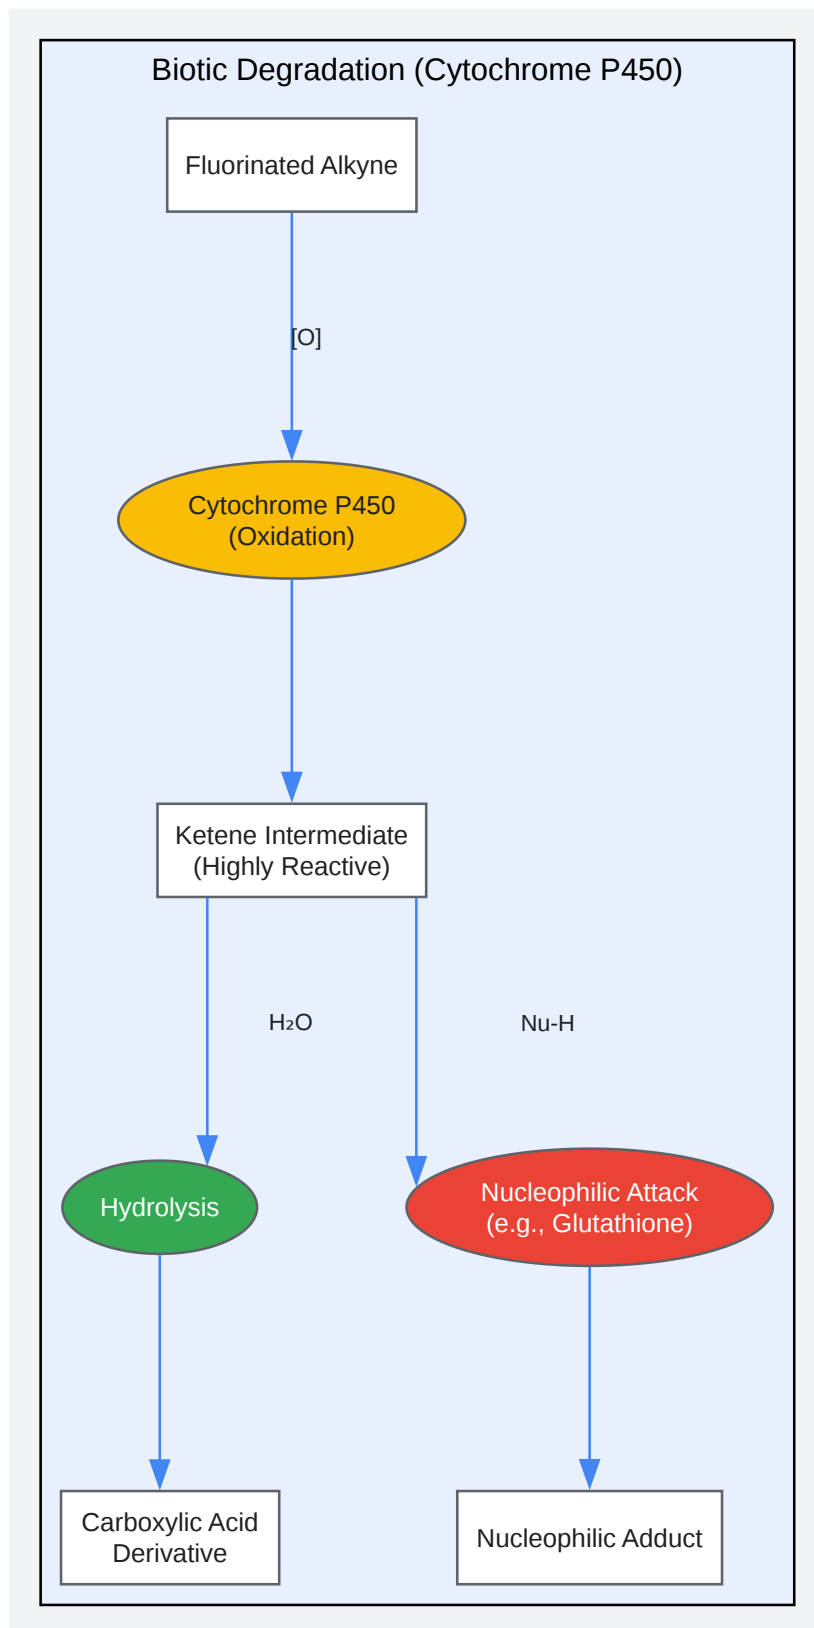 Biotic Degradation (Cytochrome P450)
Fluorinated Alkyne
[O]
Cytochrome P450
(Oxidation)
Ketene Intermediate
(Highly Reactive)
H₂O
Nu-H
Hydrolysis
Nucleophilic Attack
(e.g., Glutathione)
Carboxylic Acid
Derivative
Nucleophilic Adduct